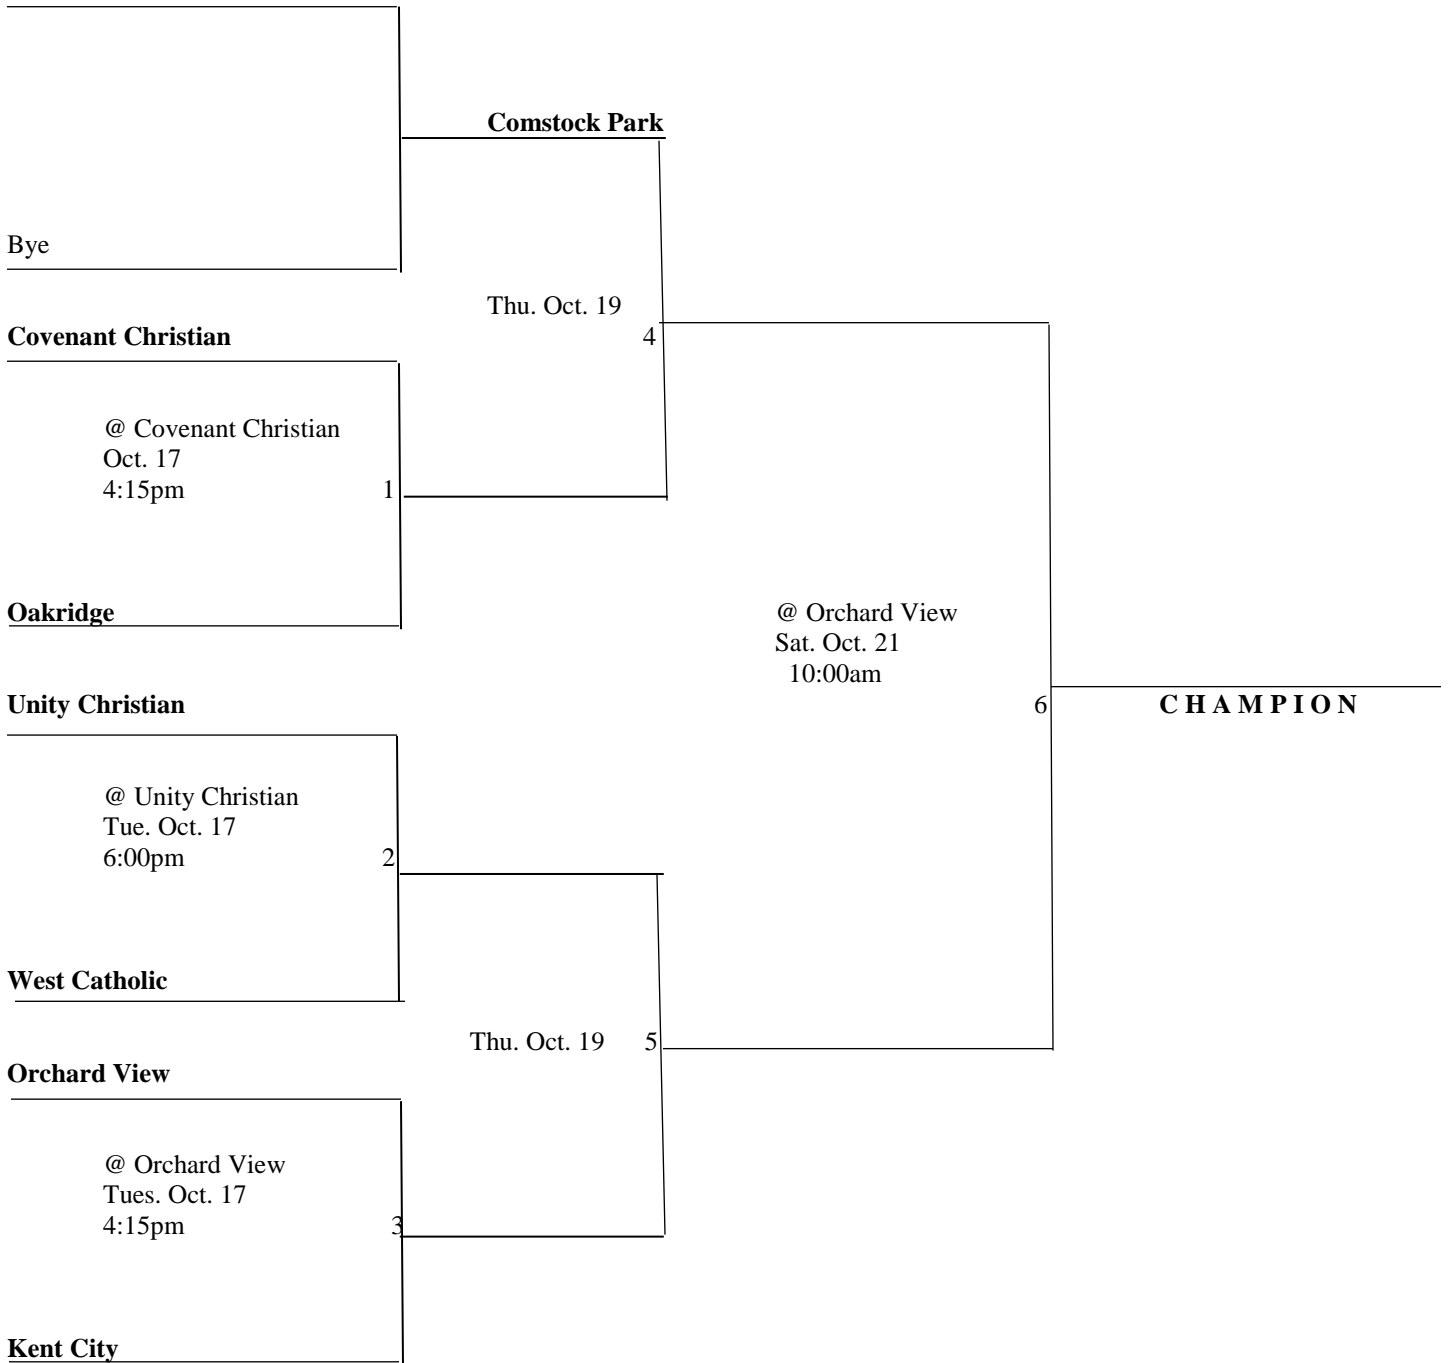 Comstock Park
Bye
Thu. Oct. 19
4
Covenant Christian
@ Covenant Christian
Oct. 17
4:15pm 1
Oakridge
@ Orchard View
Sat. Oct. 21
10:00am
Unity Christian
6
C H A M P I O N
@ Unity Christian
Tue. Oct. 17
6:00pm 2
West Catholic
Thu. Oct. 19 5
Orchard View
@ Orchard View
Tues. Oct. 17
4:15pm 3
Kent City